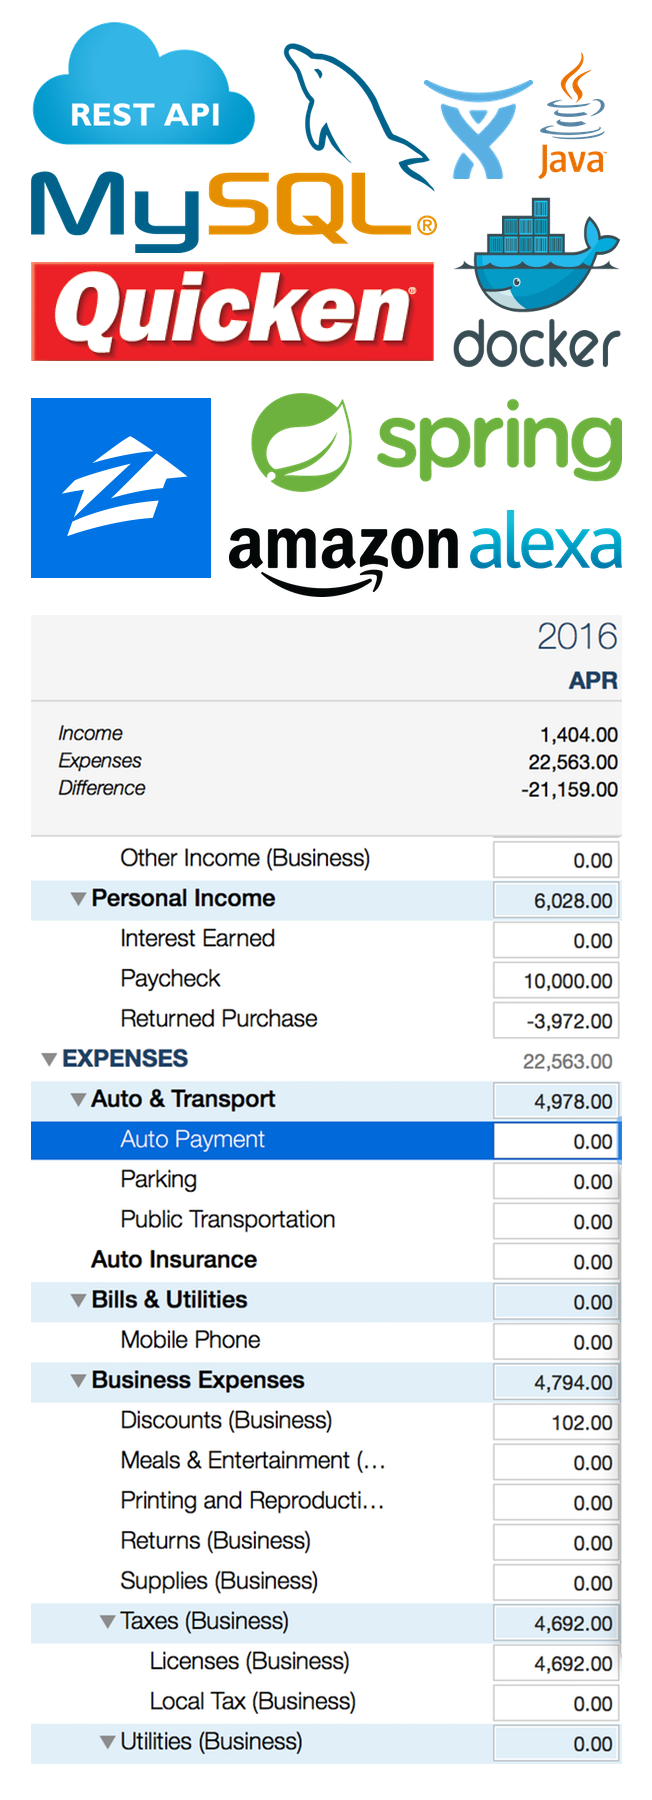 REST API
Java™
MySQL®
Quicken®
docker
spring
amazon alexa
2016
APR
Income 1,404.00
Expenses 22,563.00
Difference -21,159.00
Other Income (Business) 0.00
Personal Income 6,028.00
Interest Earned 0.00
Paycheck 10,000.00
Returned Purchase -3,972.00
EXPENSES 22,563.00
Auto & Transport 4,978.00
Auto Payment 0.00
Parking 0.00
Public Transportation 0.00
Auto Insurance 0.00
Bills & Utilities 0.00
Mobile Phone 0.00
Business Expenses 4,794.00
Discounts (Business) 102.00
Meals & Entertainment (... 0.00
Printing and Reproducti... 0.00
Returns (Business) 0.00
Supplies (Business) 0.00
Taxes (Business) 4,692.00
Licenses (Business) 4,692.00
Local Tax (Business) 0.00
Utilities (Business) 0.00